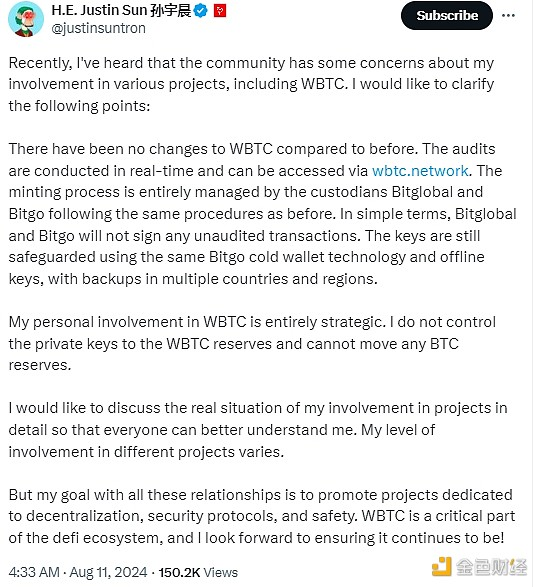 H.E. Justin Sun 孙宇晨
@justinsuntron
Subscribe
Recently, I've heard that the community has some concerns about my
involvement in various projects, including WBTC. I would like to clarify
the following points:
There have been no changes to WBTC compared to before. The audits
are conducted in real-time and can be accessed via wbtc.network. The
minting process is entirely managed by the custodians Bitglobal and
Bitgo following the same procedures as before. In simple terms, Bitglobal
and Bitgo will not sign any unaudited transactions. The keys are still
safeguarded using the same Bitgo cold wallet technology and offline
keys, with backups in multiple countries and regions.
My personal involvement in WBTC is entirely strategic. I do not control
the private keys to the WBTC reserves and cannot move any BTC
reserves.
I would like to discuss the real situation of my involvement in projects in
detail so that everyone can better understand me. My level of
involvement in different projects varies.
But my goal with all these relationships is to promote projects dedicated
to decentralization, security protocols, and safety. WBTC is a critical part
of the defi ecosystem, and I look forward to ensuring it continues to be!
4:33 AM · Aug 11, 2024 · 150.2K Views
金色财经